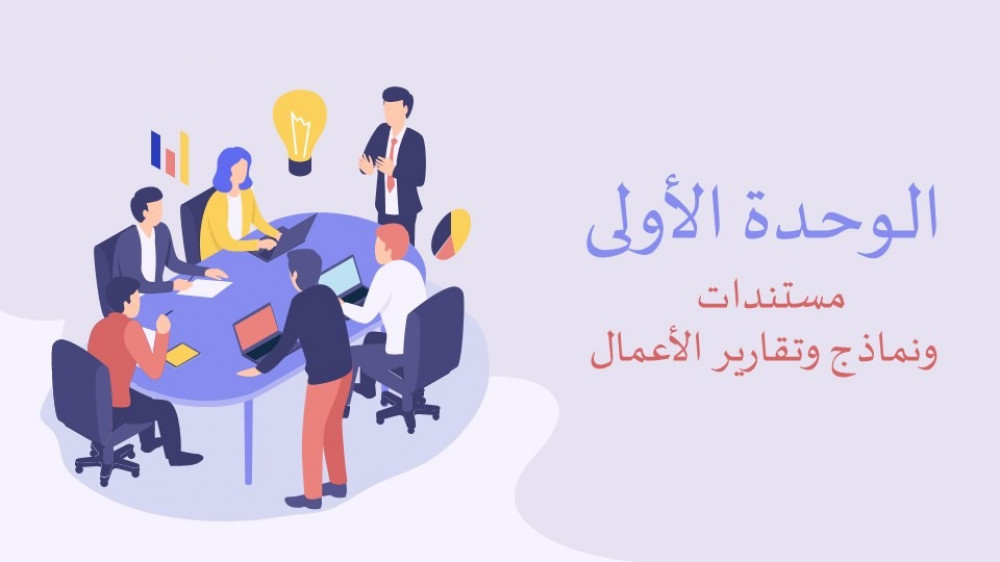 الوحدة الأولى
مستندات
ونماذج وتقارير الأعمال